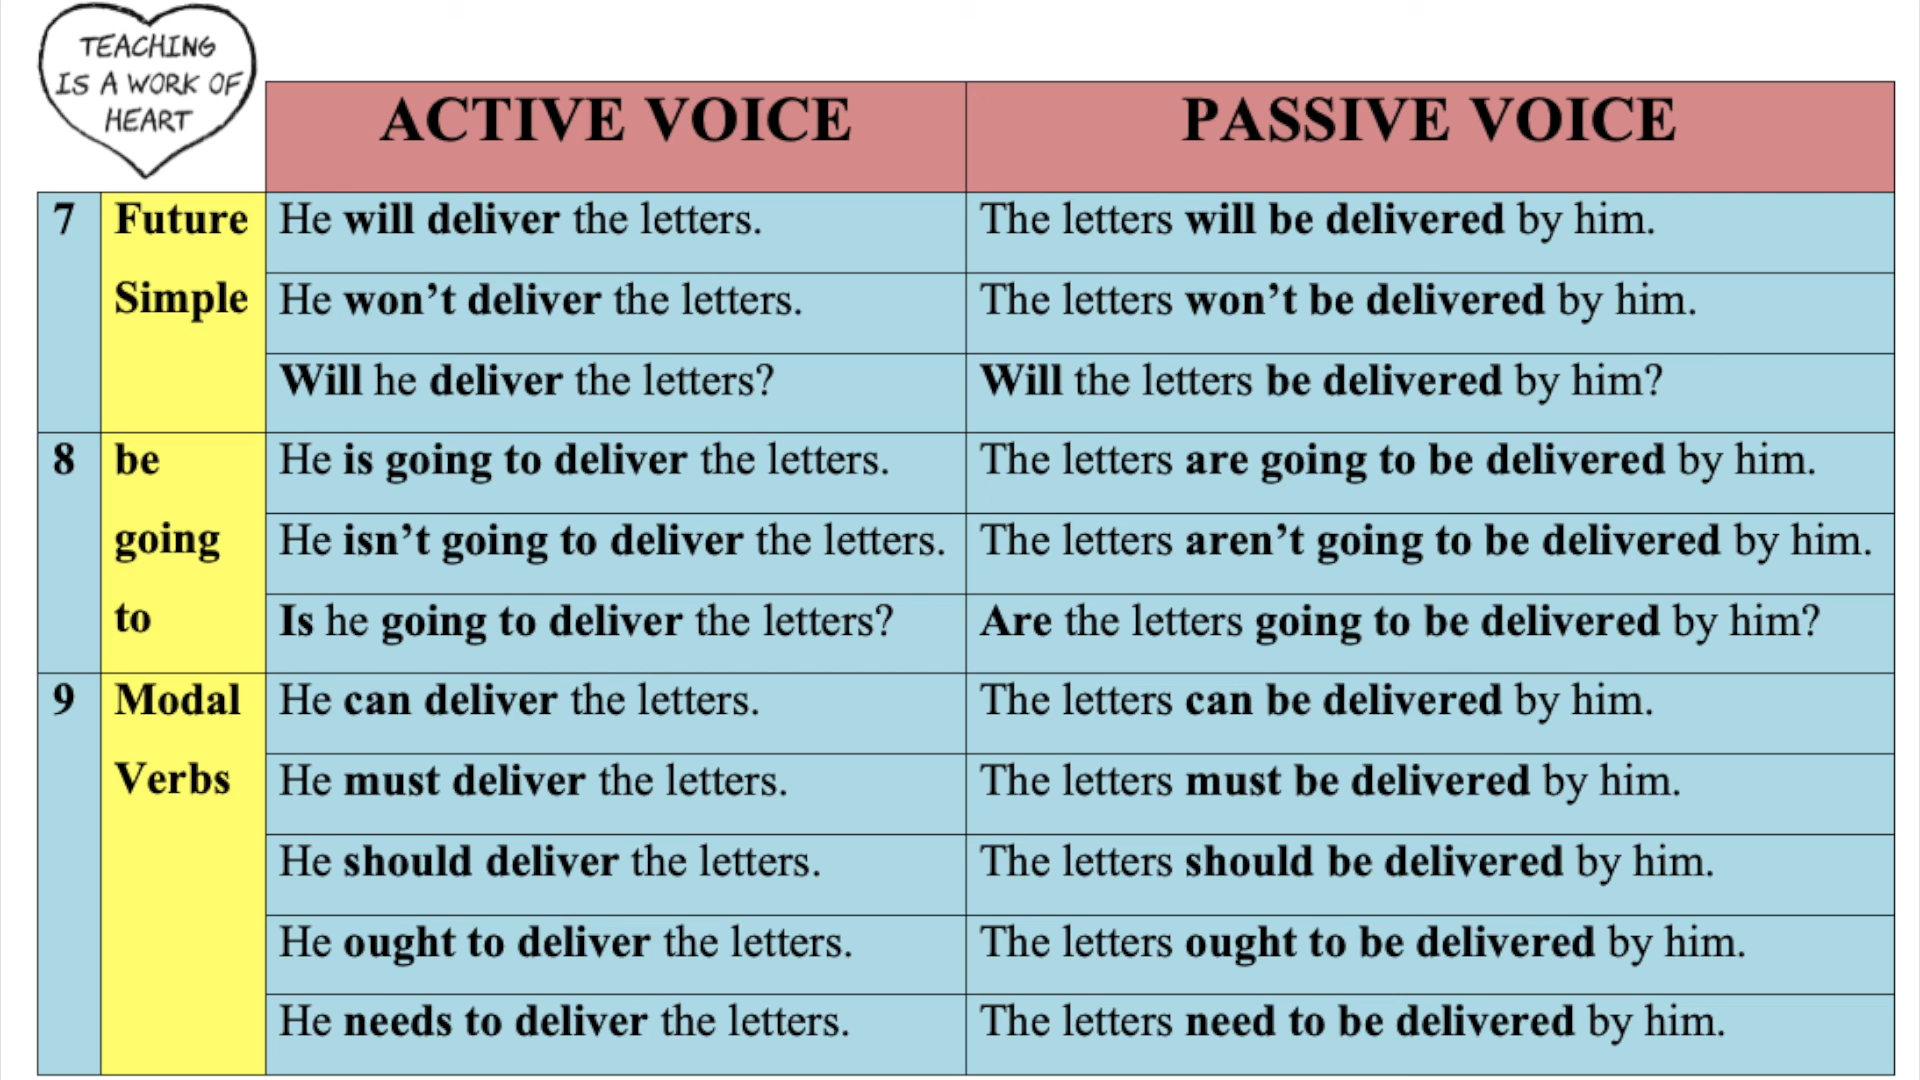 TEACHING
IS A WORK OF
HEART
ACTIVE VOICE
PASSIVE VOICE
7
Future
Simple
He will deliver the letters.
The letters will be delivered by him.
He won’t deliver the letters.
The letters won’t be delivered by him.
Will he deliver the letters?
Will the letters be delivered by him?
8
be
going
to
He is going to deliver the letters.
The letters are going to be delivered by him.
He isn’t going to deliver the letters.
The letters aren’t going to be delivered by him.
Is he going to deliver the letters?
Are the letters going to be delivered by him?
9
Modal
Verbs
He can deliver the letters.
The letters can be delivered by him.
He must deliver the letters.
The letters must be delivered by him.
He should deliver the letters.
The letters should be delivered by him.
He ought to deliver the letters.
The letters ought to be delivered by him.
He needs to deliver the letters.
The letters need to be delivered by him.